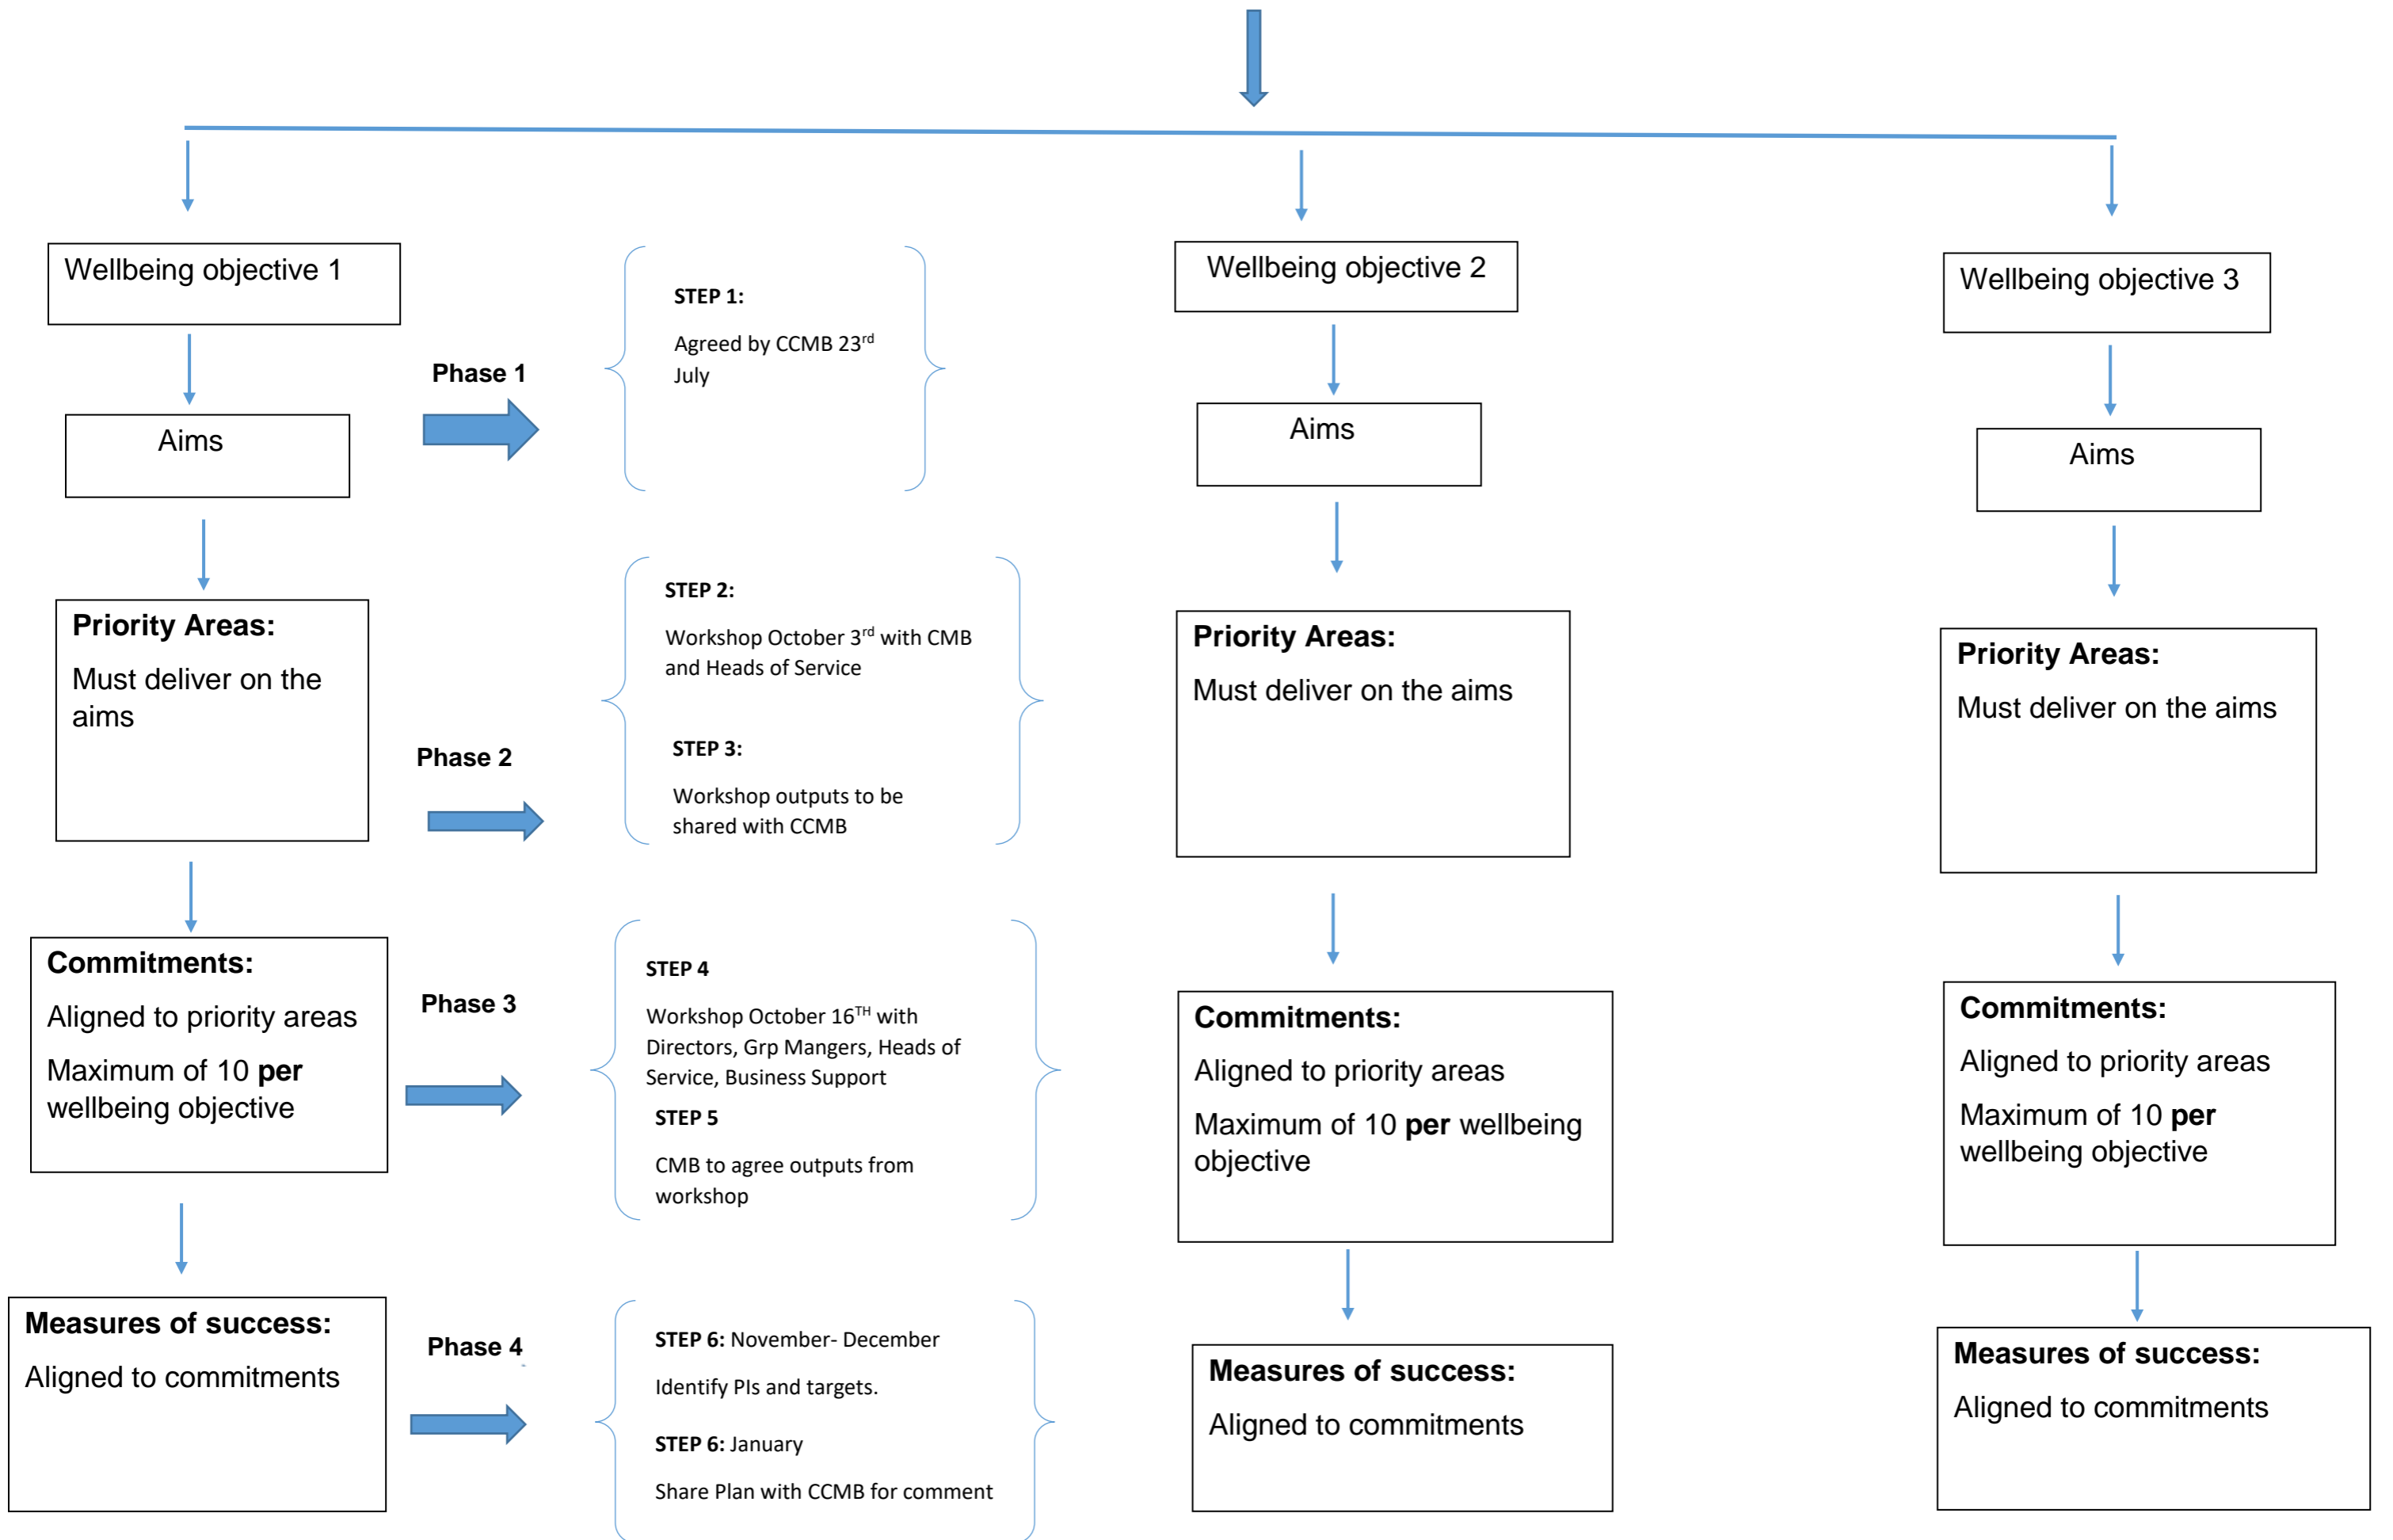 Wellbeing objective 1
Aims
Priority Areas:
Must deliver on the
aims
Commitments:
Aligned to priority areas
Maximum of 10 per
wellbeing objective
Measures of success:
Aligned to commitments
Phase 1
STEP 1:
Agreed by CCMB 23rd
July
Phase 2
STEP 2:
Workshop October 3rd with CMB
and Heads of Service
STEP 3:
Workshop outputs to be
shared with CCMB
Phase 3
STEP 4
Workshop October 16TH with
Directors, Grp Mangers, Heads of
Service, Business Support
STEP 5
CMB to agree outputs from
workshop
Phase 4
STEP 6: November- December
Identify PIs and targets.
STEP 6: January
Share Plan with CCMB for comment
Wellbeing objective 2
Aims
Priority Areas:
Must deliver on the aims
Commitments:
Aligned to priority areas
Maximum of 10 per wellbeing
objective
Measures of success:
Aligned to commitments
Wellbeing objective 3
Aims
Priority Areas:
Must deliver on the aims
Commitments:
Aligned to priority areas
Maximum of 10 per
wellbeing objective
Measures of success:
Aligned to commitments